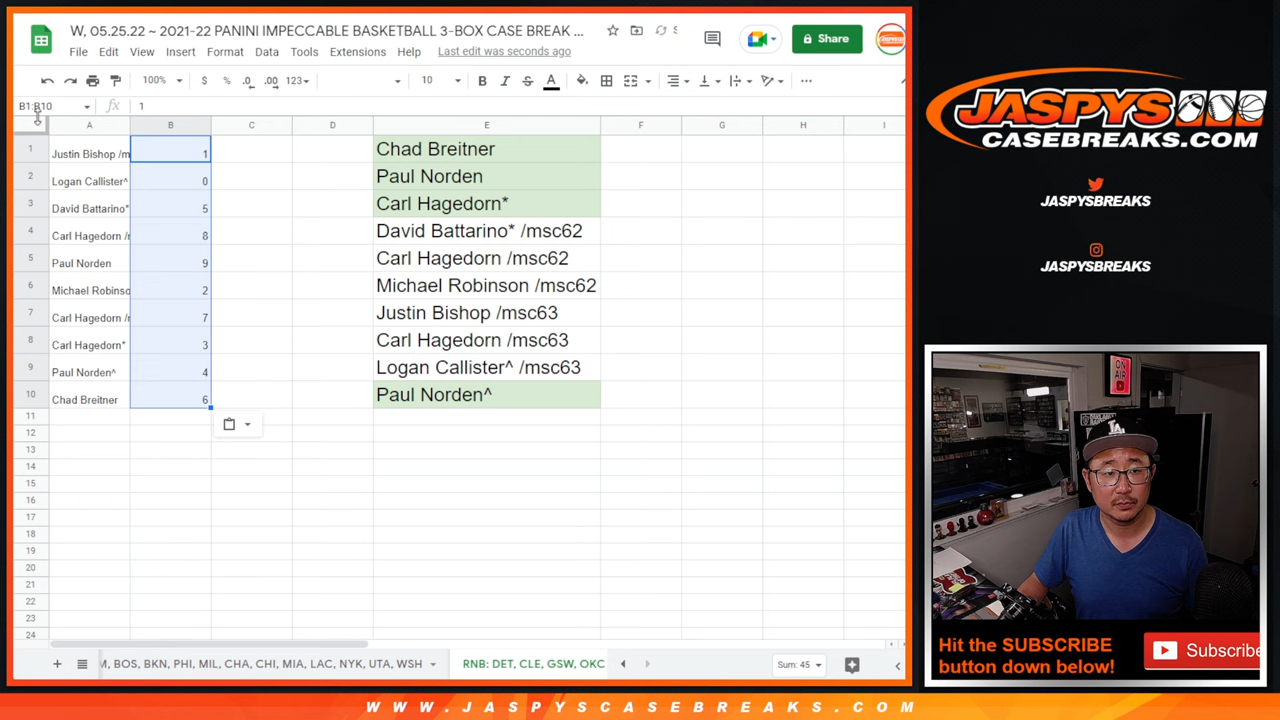 W, 05.25.22 ~ 2021-22 PANINI IMPECCABLE BASKETBALL 3-BOX CASE BREAK ...
File Edit View Insert Format Data Tools Extensions Help Last edit was seconds ago
Share
100% $ % .0 .00 123 10 B I S A
B1:B10 fx 1
A B C D E F G H I
1 Justin Bishop /m 1 Chad Breitner
2 Logan Callister^ 0 Paul Norden
3 David Battarino* 5 Carl Hagedorn*
4 Carl Hagedorn /r 8 David Battarino* /msc62
5 Paul Norden 9 Carl Hagedorn /msc62
6 Michael Robinso 2 Michael Robinson /msc62
7 Carl Hagedorn /r 7 Justin Bishop /msc63
8 Carl Hagedorn* 3 Carl Hagedorn /msc63
9 Paul Norden^ 4 Logan Callister^ /msc63
10 Chad Breitner 6 Paul Norden^
11
12
13
14
15
16
17
18
19
20
21
22
23
24
M, BOS, BKN, PHI, MIL, CHA, CHI, MIA, LAC, NYK, UTA, WSH RNB: DET, CLE, GSW, OKC Sum: 45
JASPYS
CASEBREAKS.COM
JASPYSBREAKS
JASPYSBREAKS
ON
AIR
LA
Hit the SUBSCRIBE
button down below!
Subscribe
WWW.JASPYSCASEBREAKS.COM